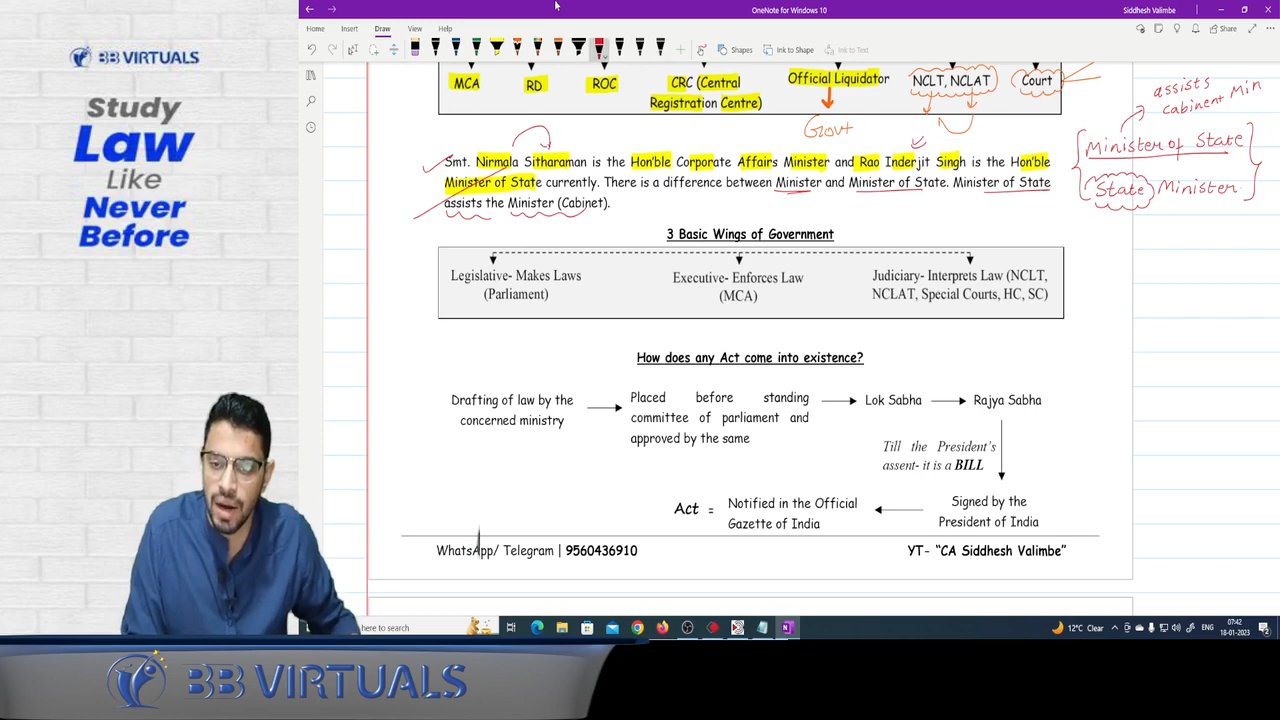 BB VIRTUALS
Study
Law
Like
Never
Before
OneNote for Windows 10
Siddhesh Valimbe
Home Insert Draw View Help
Share
Shapes Ink to Shape Ink to Text
MCA RD ROC CRC (Central Registration Centre) Official Liquidator NCLT, NCLAT Court
Govt
assists
cabinent Min
Minister of State
State Minister
Smt. Nirmala Sitharaman is the Hon'ble Corporate Affairs Minister and Rao Inderjit Singh is the Hon'ble
Minister of State currently. There is a difference between Minister and Minister of State. Minister of State
assists the Minister (Cabinet).
3 Basic Wings of Government
Legislative- Makes Laws
(Parliament)
Executive- Enforces Law
(MCA)
Judiciary- Interprets Law (NCLT,
NCLAT, Special Courts, HC, SC)
How does any Act come into existence?
Drafting of law by the
concerned ministry
Placed before standing
committee of parliament and
approved by the same
Lok Sabha
Rajya Sabha
Till the President's
assent- it is a BILL
Signed by the
President of India
Notified in the Official
Gazette of India
Act =
WhatsApp/ Telegram | 9560436910
YT- “CA Siddhesh Valimbe”
here to search
12°C Clear
ENG
07:42
18-01-2023
BB VIRTUALS